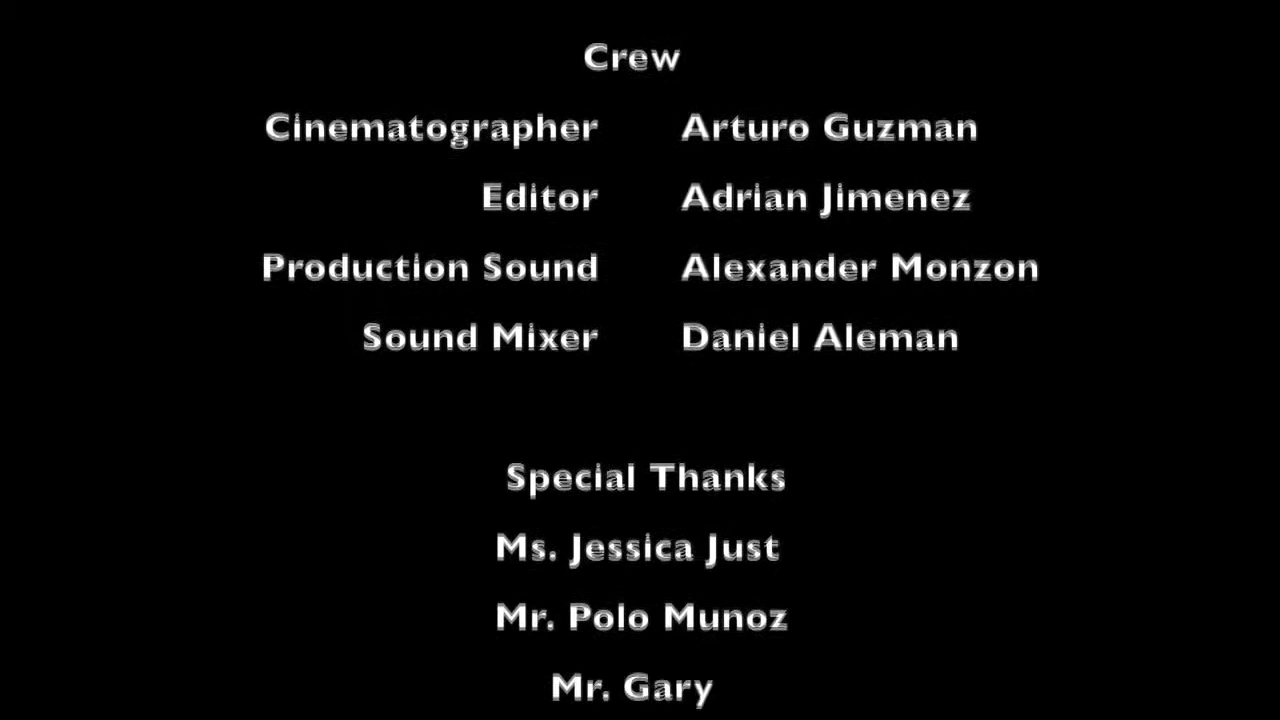 Crew
Cinematographer Arturo Guzman
Editor Adrian Jimenez
Production Sound Alexander Monzon
Sound Mixer Daniel Aleman
Special Thanks
Ms. Jessica Just
Mr. Polo Munoz
Mr. Gary